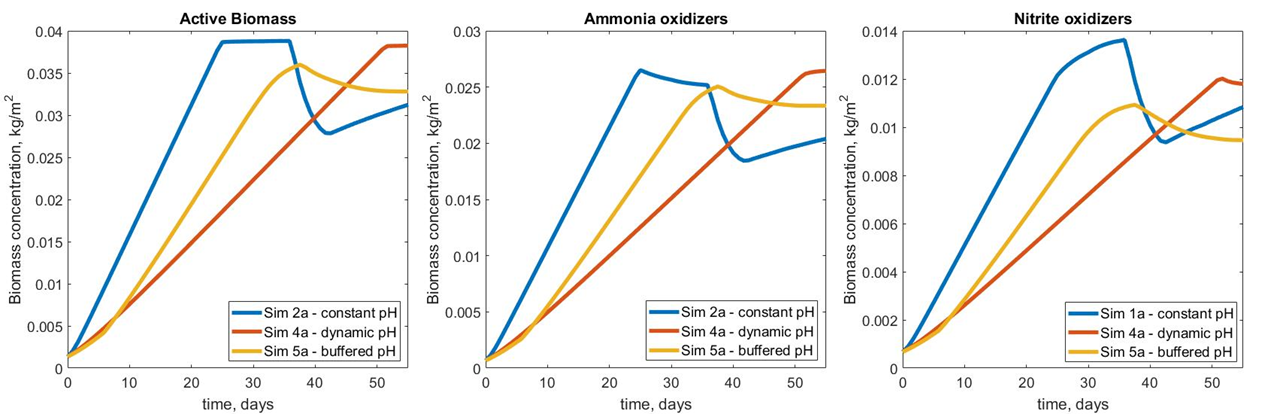 Active Biomass
Biomass concentration, kg/m2
0.04
0.035
0.03
0.025
0.02
0.015
0.01
0.005
0
0 10 20 30 40 50
time, days
Sim 2a - constant pH
Sim 4a - dynamic pH
Sim 5a - buffered pH
Ammonia oxidizers
Biomass concentration, kg/m2
0.03
0.025
0.02
0.015
0.01
0.005
0
0 10 20 30 40 50
time, days
Sim 2a - constant pH
Sim 4a - dynamic pH
Sim 5a - buffered pH
Nitrite oxidizers
Biomass concentration, kg/m2
0.014
0.012
0.01
0.008
0.006
0.004
0.002
0
0 10 20 30 40 50
time, days
Sim 1a - constant pH
Sim 4a - dynamic pH
Sim 5a - buffered pH